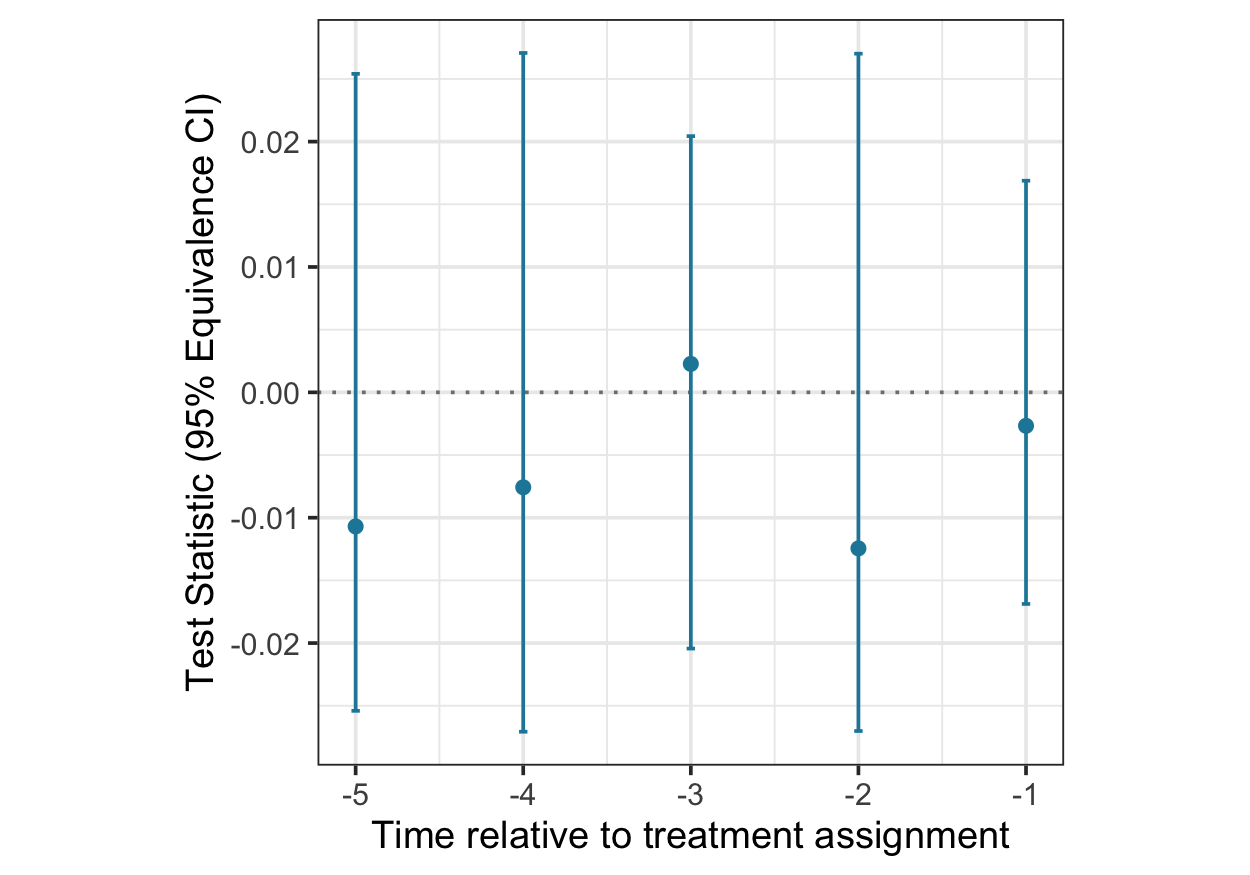 Test Statistic (95% Equivalence CI)
0.02
0.01
0.00
-0.01
-0.02
-5 -4 -3 -2 -1
Time relative to treatment assignment